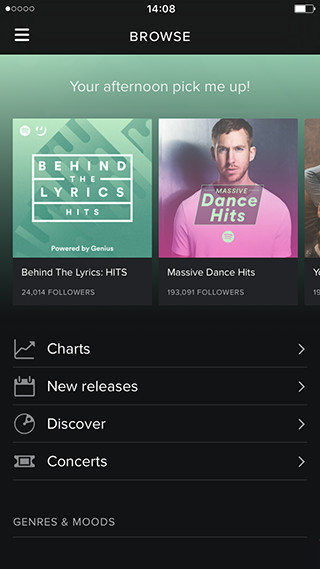 14:08
BROWSE
Your afternoon pick me up!
BEHIND
THE
LYRICS
HITS
Powered by Genius
MASSIVE
Dance
Hits
Behind The Lyrics: HITS
24,014 FOLLOWERS
Massive Dance Hits
193,091 FOLLOWERS
Charts
New releases
Discover
Concerts
GENRES & MOODS